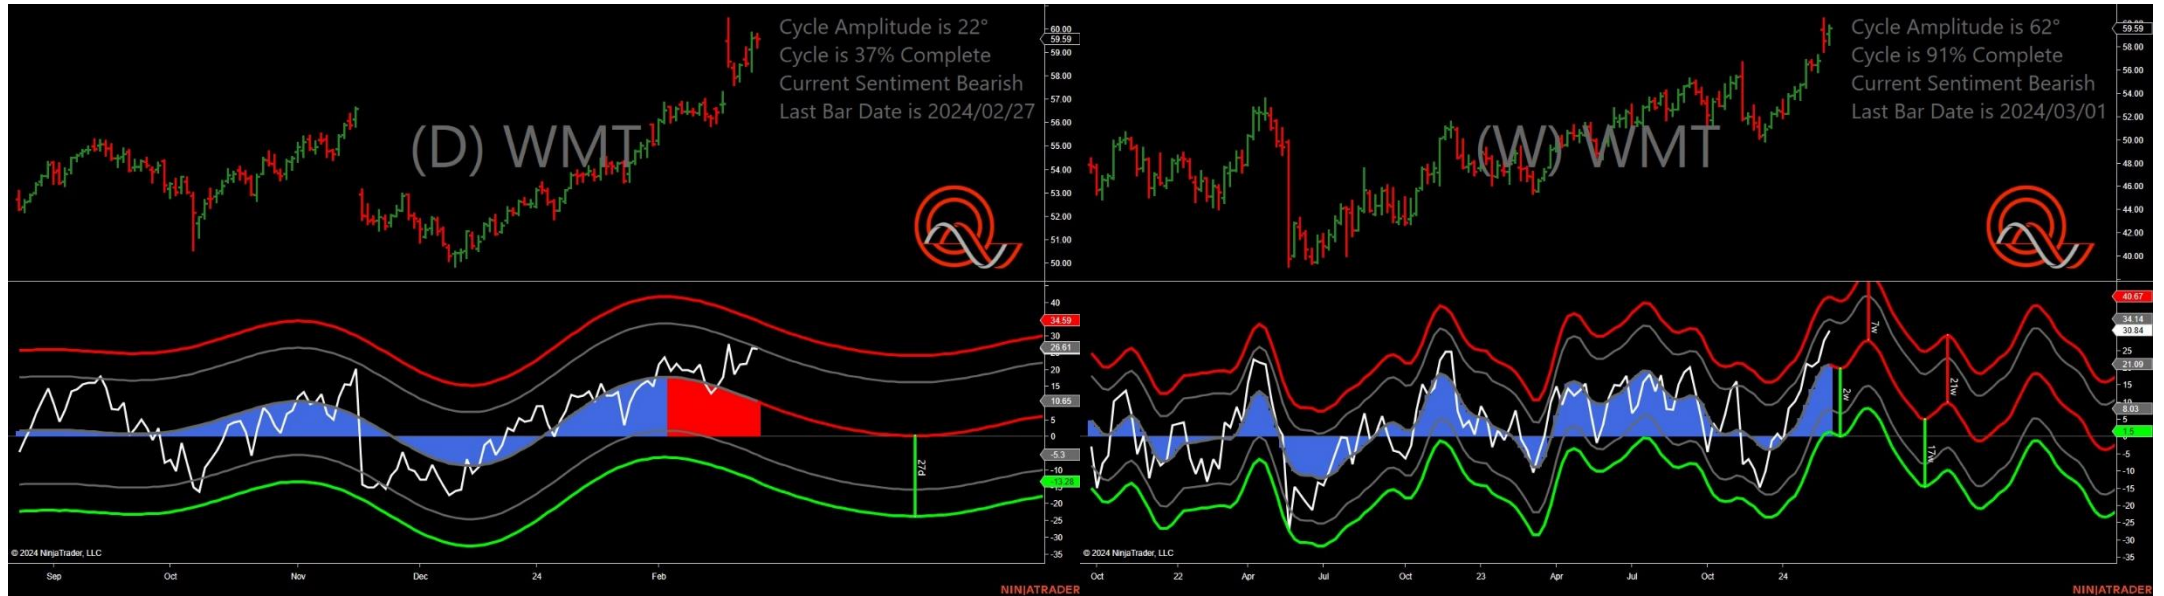 Cycle Amplitude is 22°
Cycle is 37% Complete
Current Sentiment Bearish
Last Bar Date is 2024/02/27
(D) WMT
60.00
59.59
59.00
58.00
57.00
56.00
55.00
54.00
53.00
52.00
51.00
50.00
40
34.59
30
26.61
20
15
10.65
5
0
-5.3
-10
-13.28
-20
-25
-30
-35
27d
© 2024 NinjaTrader, LLC
Sep Oct Nov Dec 24 Feb
NINJATRADER
Cycle Amplitude is 62°
Cycle is 91% Complete
Current Sentiment Bearish
Last Bar Date is 2024/03/01
(W) WMT
59.59
58.00
56.00
54.00
52.00
50.00
48.00
46.00
44.00
42.00
40.00
40.67
34.14
30.84
25
21.09
15
8.03
5
1.5
-5
-10
-15
-20
-25
-30
-35
7w
21w
17w
© 2024 NinjaTrader, LLC
Oct 22 Apr Jul Oct 23 Apr Jul Oct 24
NINJATRADER